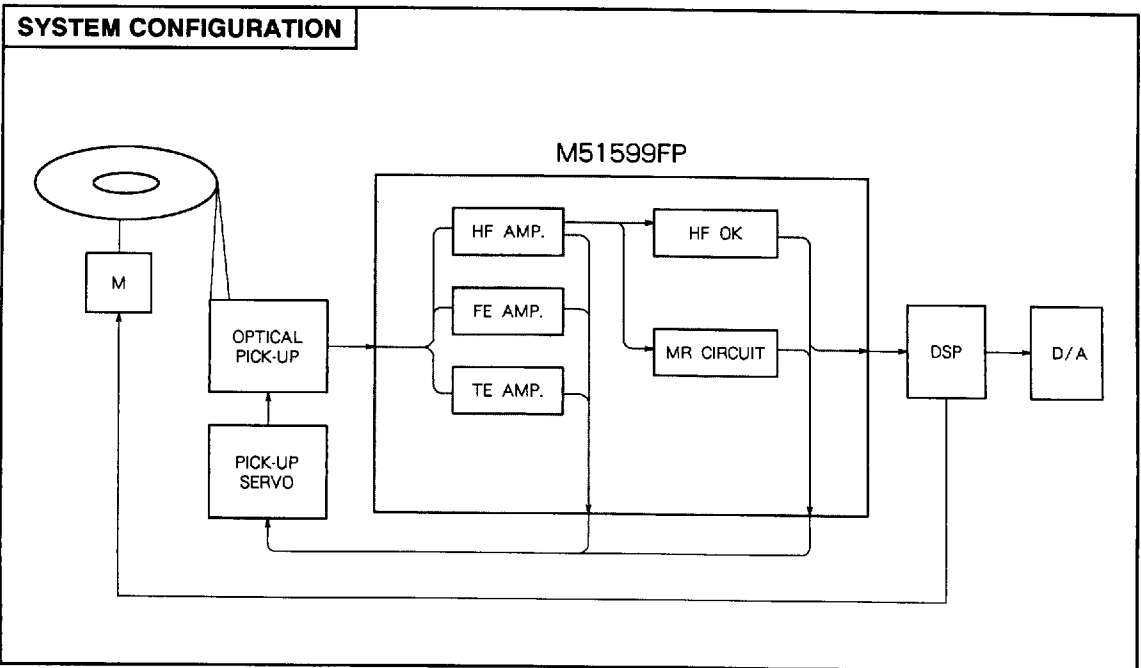 SYSTEM CONFIGURATION
M51599FP
HF AMP.
HF OK
M
FE AMP.
OPTICAL
PICK-UP
MR CIRCUIT
DSP
D/A
TE AMP.
PICK-UP
SERVO